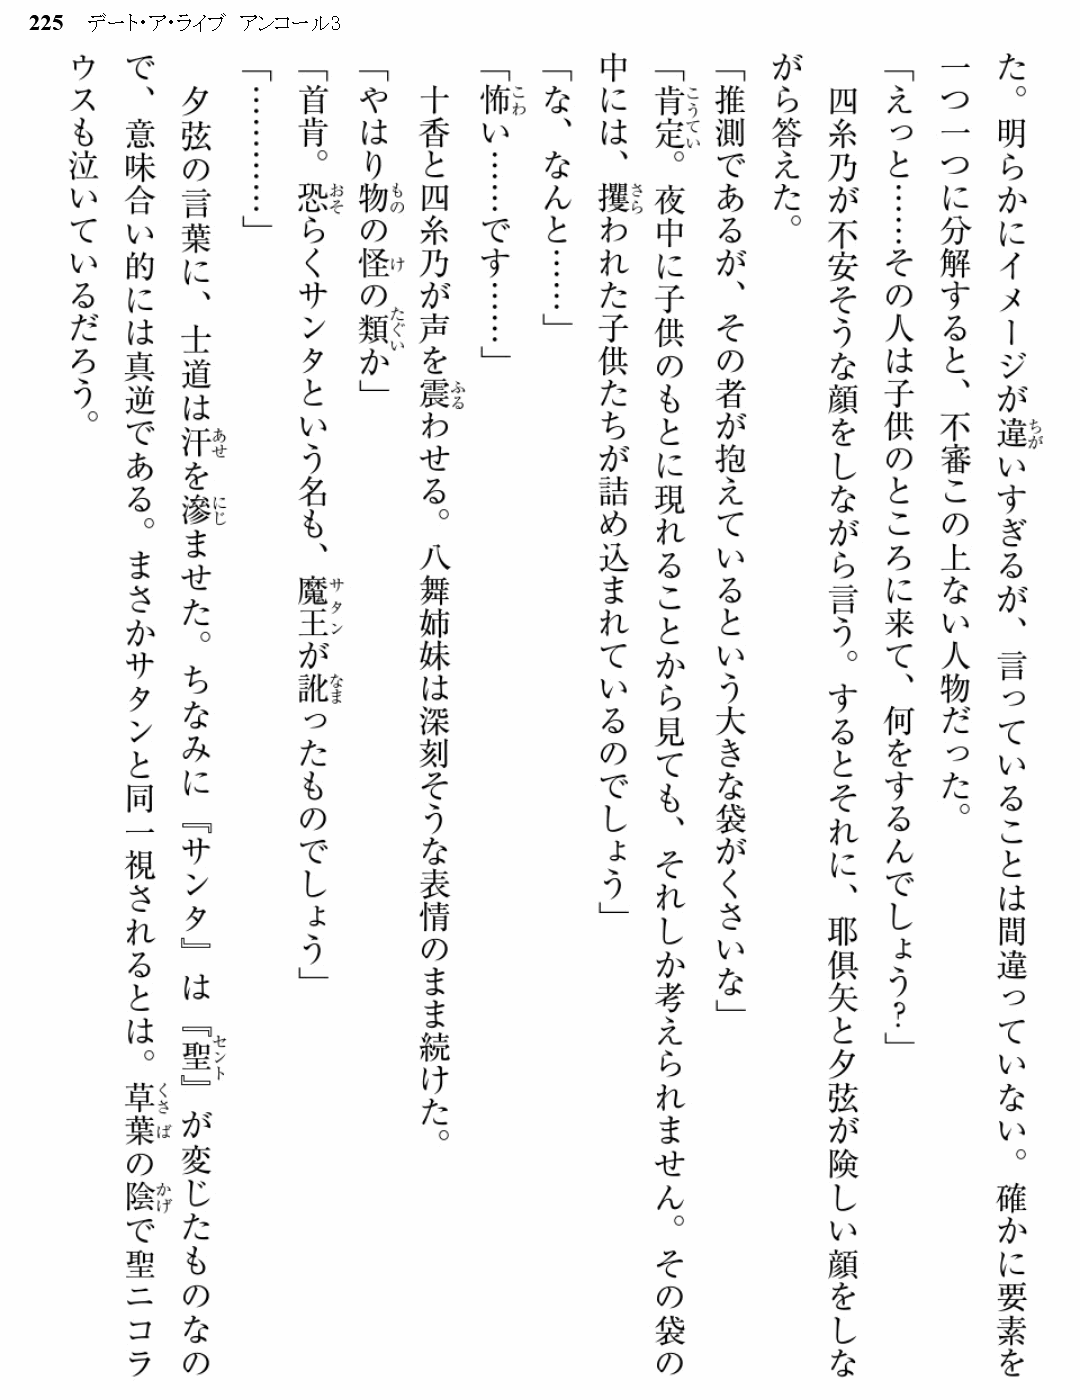 225 デート・ア・ライブ アンコール3
た。明らかにイメージが違いすぎるが、言っていることは間違っていない。確かに要素を
一つ一つに分解すると、不審この上ない人物だった。
「えっと……その人は子供のところに来て、何をするんでしょう?」
四糸乃が不安そうな顔をしながら言う。するとそれに、耶倶矢と夕弦が険しい顔をしな
がら答えた。
「推測であるが、その者が抱えているという大きな袋がくさいな」
「肯定。夜中に子供のもとに現れることから見ても、それしか考えられません。その袋の
中には、攫われた子供たちが詰め込まれているのでしょう」
「な、なんと……」
「怖い……です……」
十香と四糸乃が声を震わせる。八舞姉妹は深刻そうな表情のまま続けた。
「やはり物の怪の類か」
「首肯。恐らくサンタという名も、魔王が訛ったものでしょう」
「…………」
夕弦の言葉に、士道は汗を滲ませた。ちなみに『サンタ』は『聖』が変じたものなの
で、意味合い的には真逆である。まさかサタンと同一視されるとは。草葉の陰で聖ニコラ
ウスも泣いているだろう。